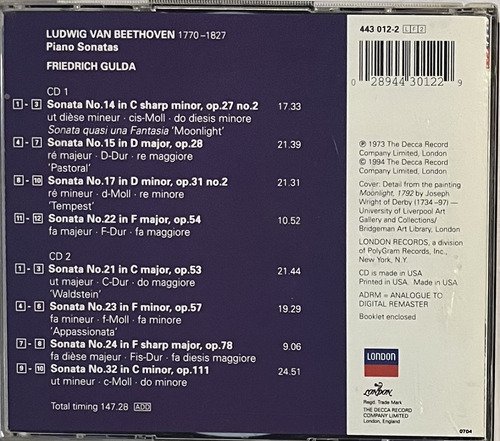 LUDWIG VAN BEETHOVEN 1770–1827
Piano Sonatas
FRIEDRICH GULDA
CD 1
1 - 3 Sonata No.14 in C sharp minor, op.27 no.2 17.33
ut dièse mineur · cis-Moll · do diesis minore
Sonata quasi una Fantasia 'Moonlight'
4 - 7 Sonata No.15 in D major, op.28 21.39
ré majeur · D-Dur · re maggiore
'Pastoral'
8 - 10 Sonata No.17 in D minor, op.31 no.2 21.31
ré mineur · d-Moll · re minore
'Tempest'
11 - 12 Sonata No.22 in F major, op.54 10.52
fa majeur · F-Dur · fa maggiore
CD 2
1 - 3 Sonata No.21 in C major, op.53 21.44
ut majeur · C-Dur · do maggiore
'Waldstein'
4 - 6 Sonata No.23 in F minor, op.57 19.29
fa mineur · f-Moll · fa minore
'Appassionata'
7 - 8 Sonata No.24 in F sharp major, op.78 9.06
fa dièse majeur · Fis-Dur · fa diesis maggiore
9 - 10 Sonata No.32 in C minor, op.111 24.51
ut mineur · c-Moll · do minore
Total timing 147.28 ADD
443 012-2 LF2
0 28944 30122 9
℗ 1973 The Decca Record
Company Limited, London
© 1994 The Decca Record
Company Limited, London
Cover: Detail from the painting
Moonlight, 1792 by Joseph
Wright of Derby (1734–97) —
University of Liverpool Art
Gallery and Collections/
Bridgeman Art Library, London
LONDON RECORDS, a division
of PolyGram Records, Inc.,
New York, N.Y.
CD is made in USA
Printed in USA. Made in USA
ADRM = ANALOGUE TO
DIGITAL REMASTER
Booklet enclosed
LONDON
London
Regd. Trade Mark
THE DECCA RECORD
COMPANY LIMITED
London, England
0704